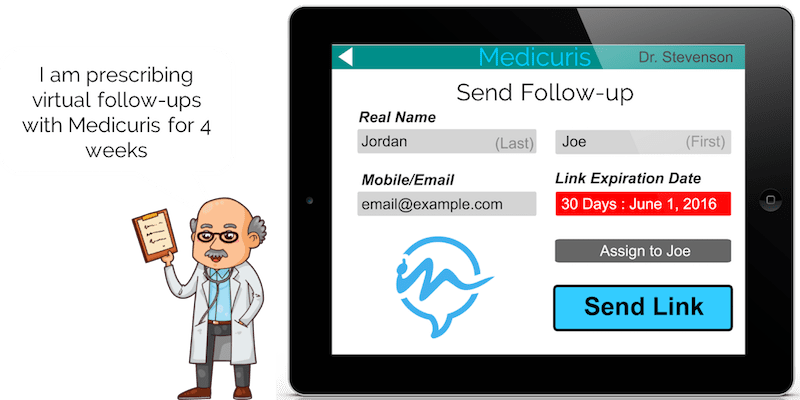 I am prescribing
virtual follow-ups
with Medicuris for 4
weeks
Medicuris
Dr. Stevenson
Send Follow-up
Real Name
Jordan (Last)
Joe (First)
Mobile/Email
Link Expiration Date
email@example.com
30 Days : June 1, 2016
Assign to Joe
Send Link